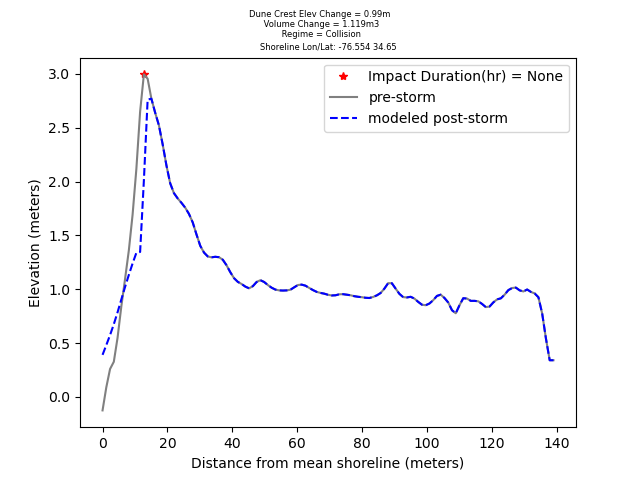 Dune Crest Elev Change = 0.99m
Volume Change = 1.119m3
Regime = Collision
Shoreline Lon/Lat: -76.554 34.65
Impact Duration(hr) = None
pre-storm
modeled post-storm
3.0
2.5
2.0
1.5
1.0
0.5
0.0
Elevation (meters)
0 20 40 60 80 100 120 140
Distance from mean shoreline (meters)